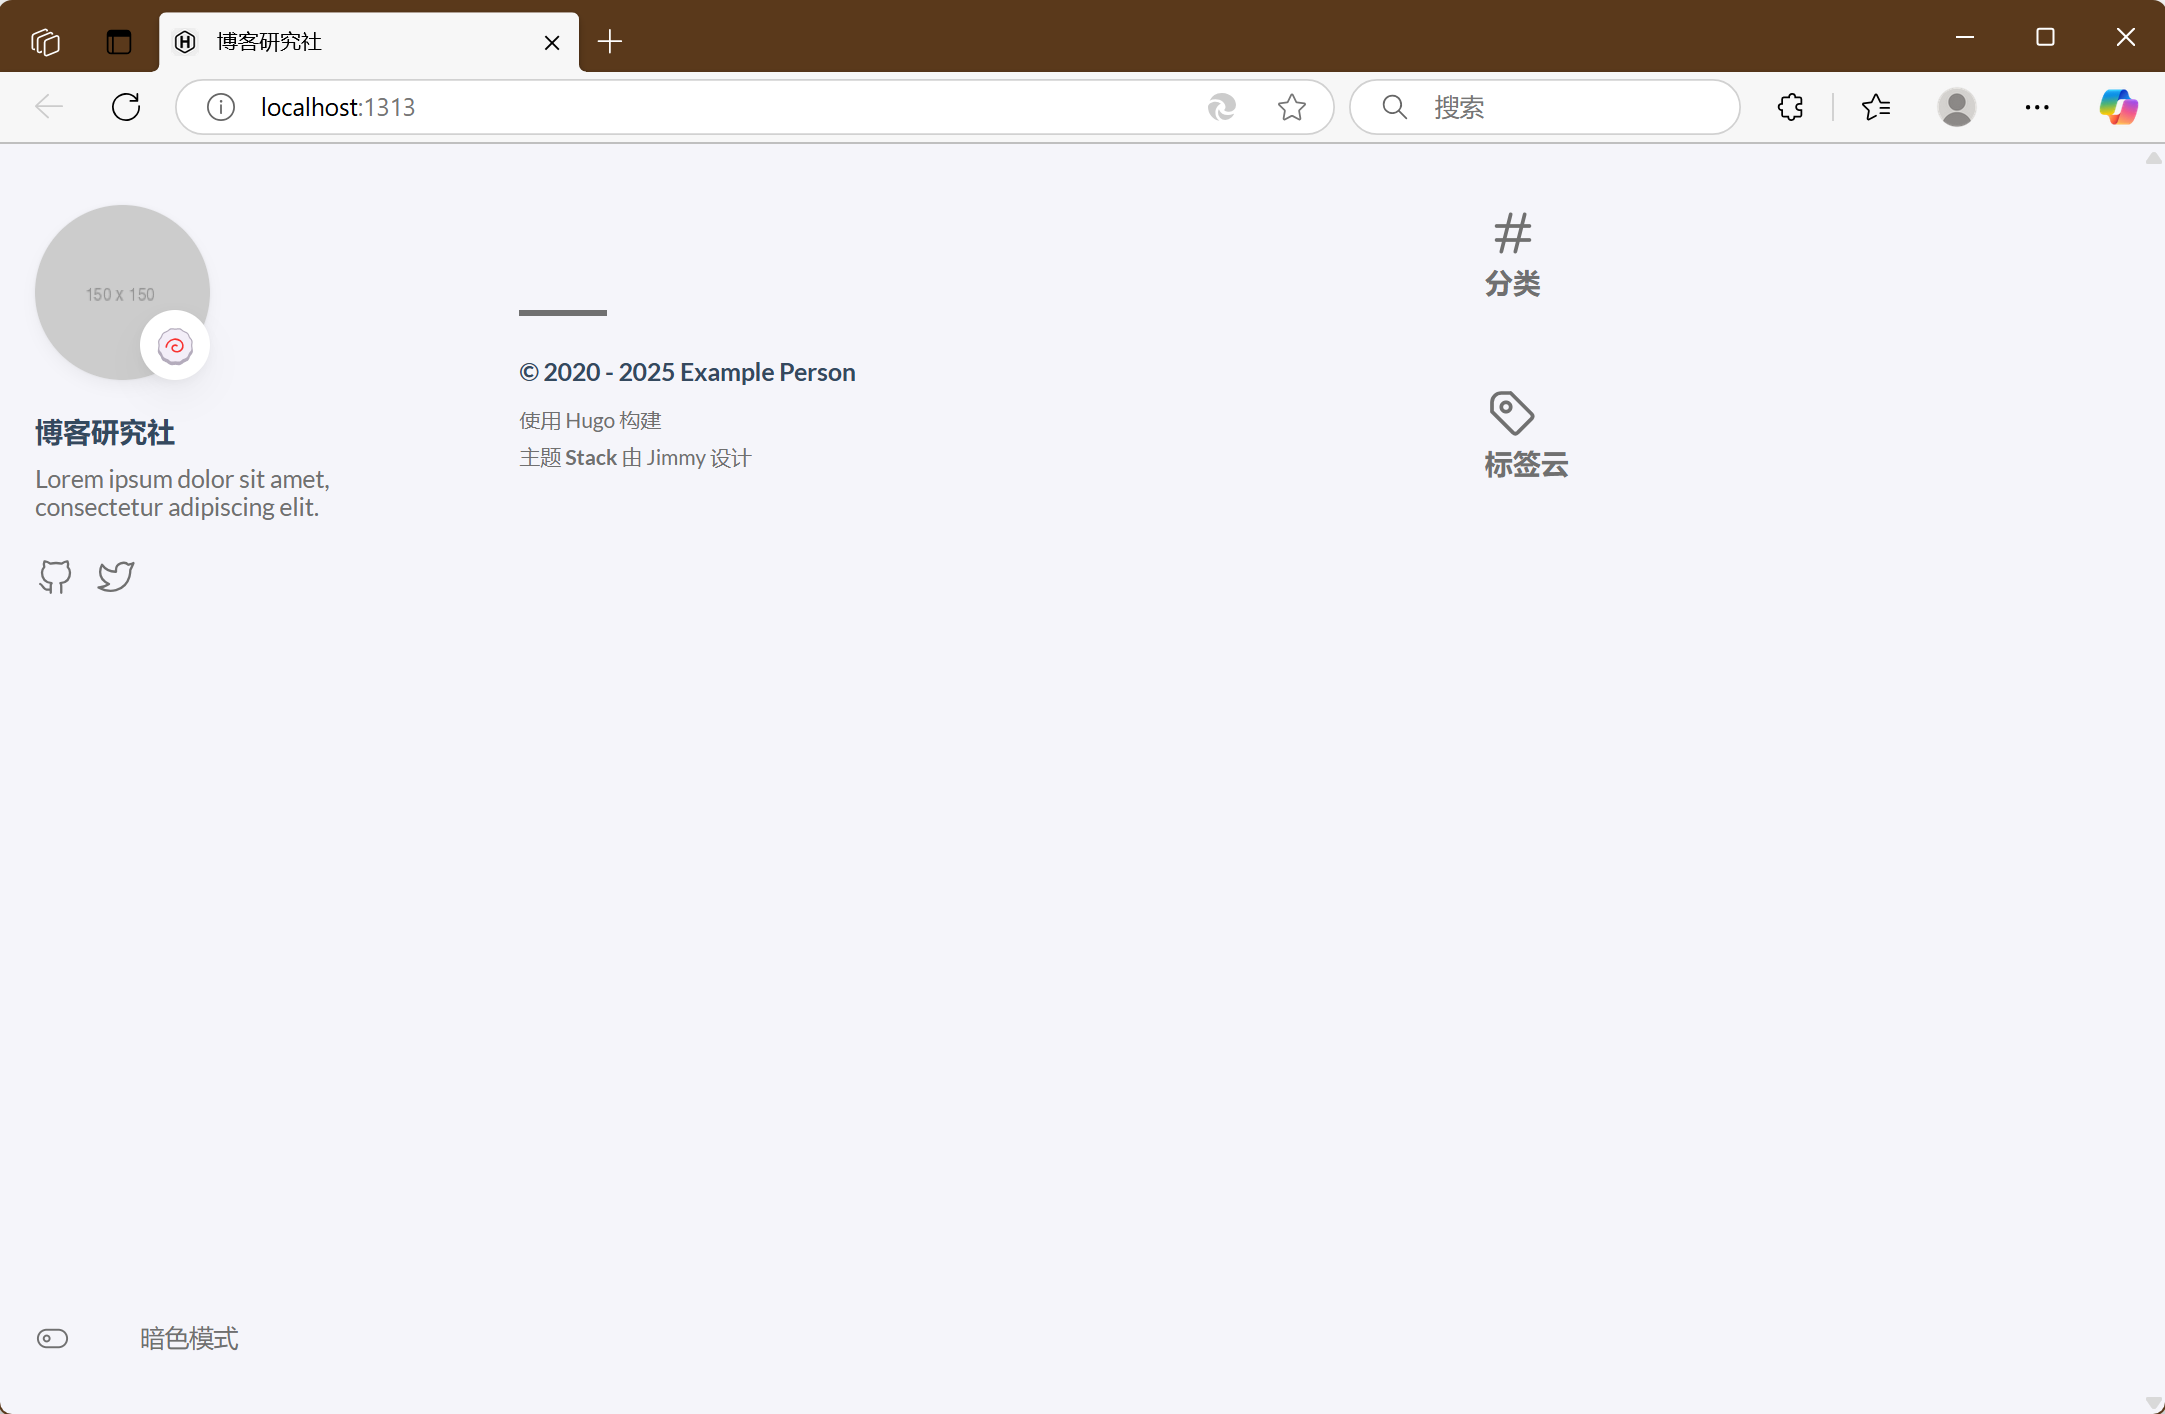 博客研究社
localhost:1313
搜索
150 x 150
博客研究社
Lorem ipsum dolor sit amet,
consectetur adipiscing elit.
© 2020 - 2025 Example Person
使用 Hugo 构建
主题 Stack 由 Jimmy 设计
分类
标签云
暗色模式